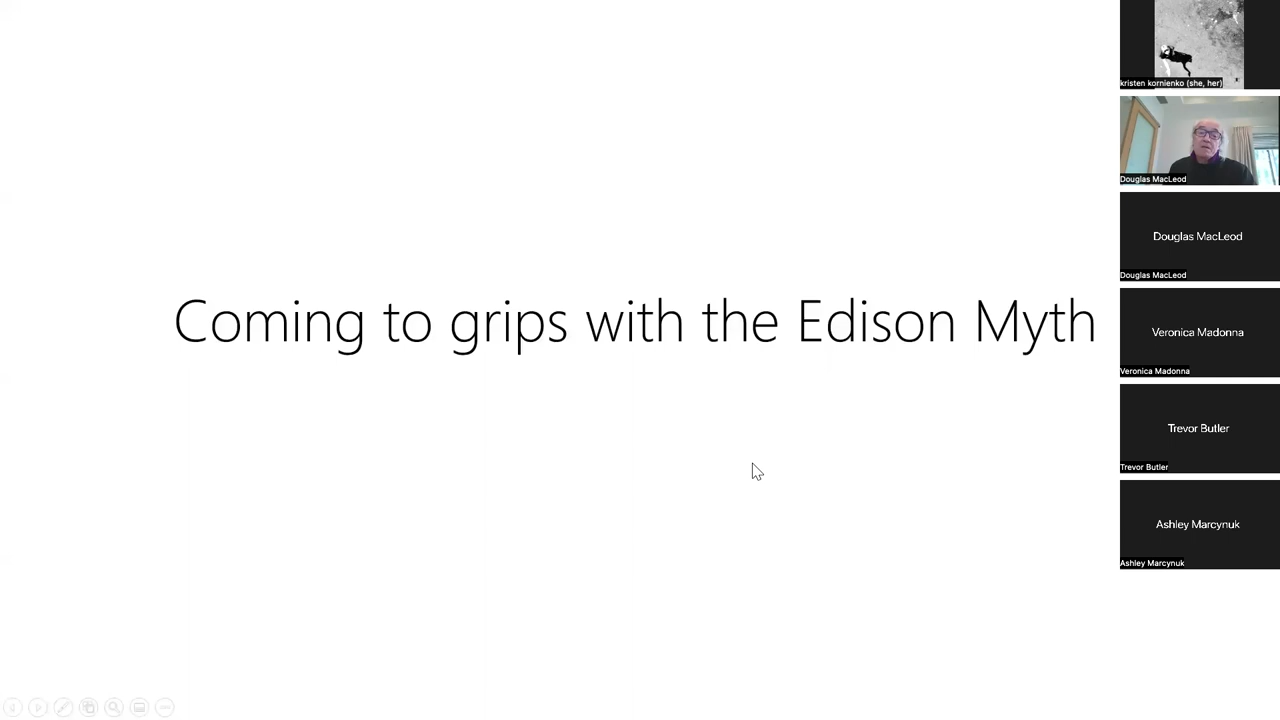 Coming to grips with the Edison Myth
kristen kornienko (she, her)
Douglas MacLeod
Douglas MacLeod
Douglas MacLeod
Veronica Madonna
Veronica Madonna
Trevor Butler
Trevor Butler
Ashley Marcynuk
Ashley Marcynuk